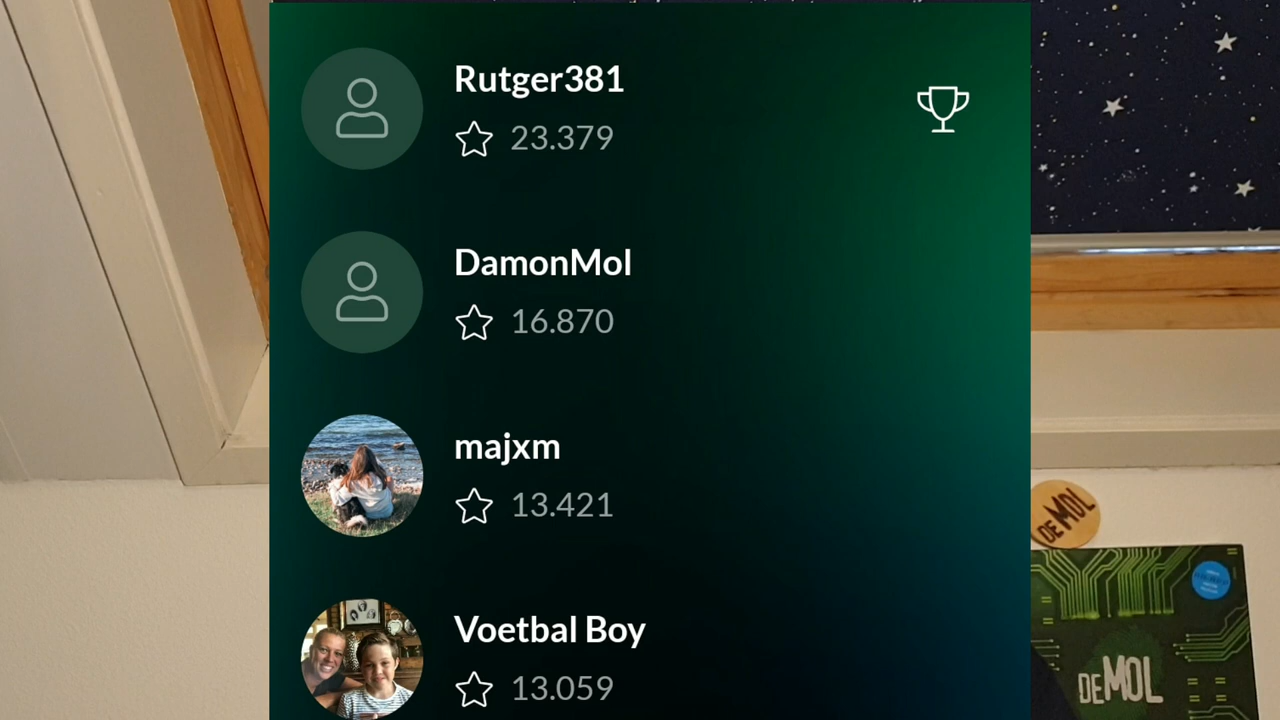 Rutger381
23.379
DamonMol
16.870
majxm
13.421
Voetbal Boy
13.059
DE MOL
DE MOL